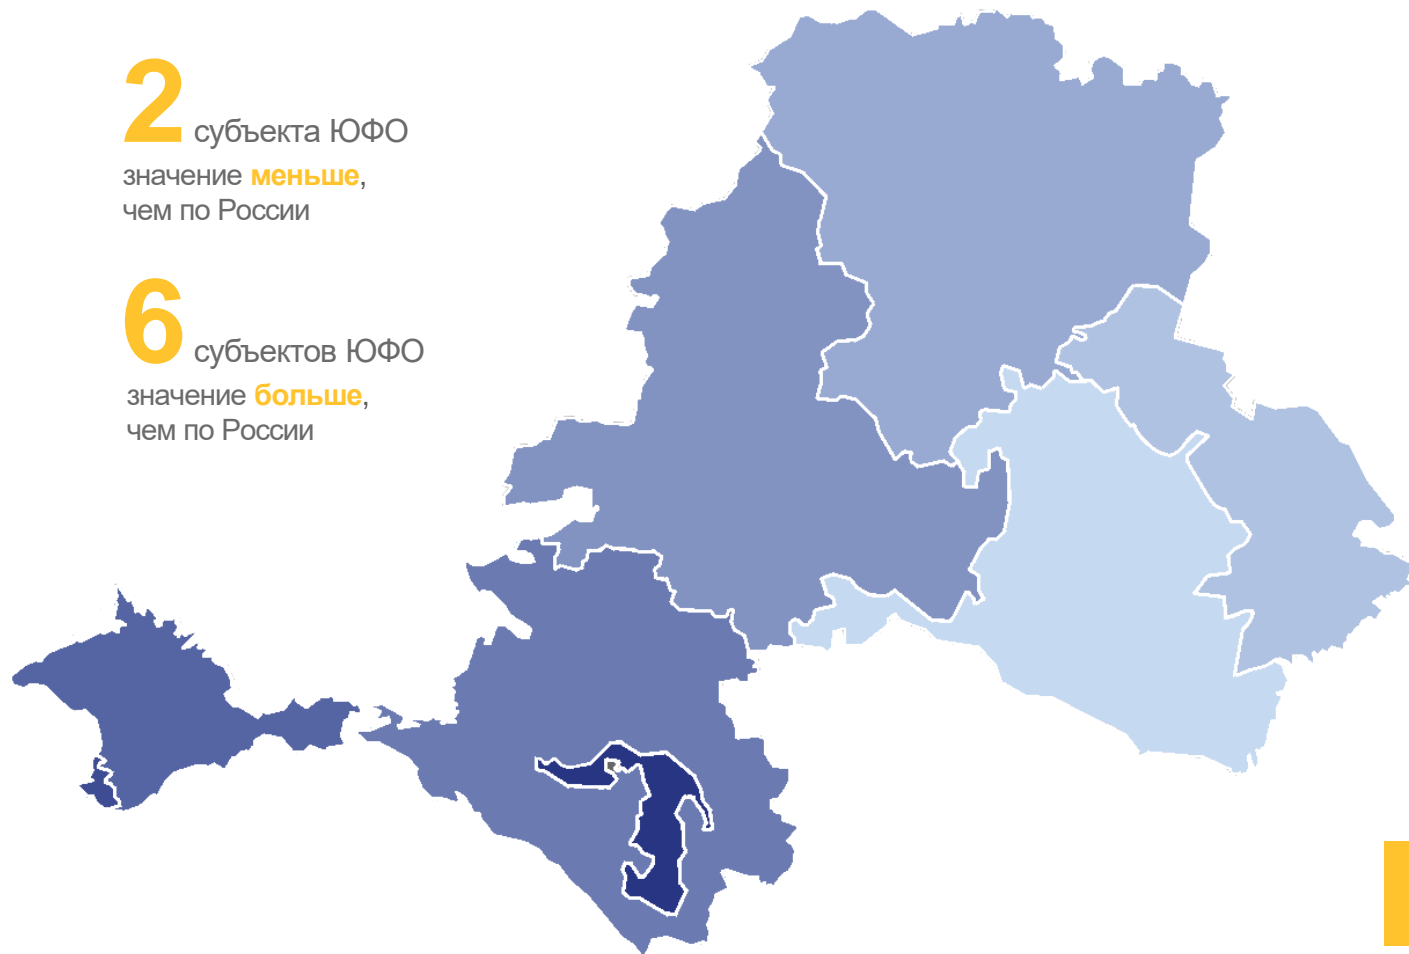 2 субъекта ЮФО
значение меньше,
чем по России
6 субъектов ЮФО
значение больше,
чем по России